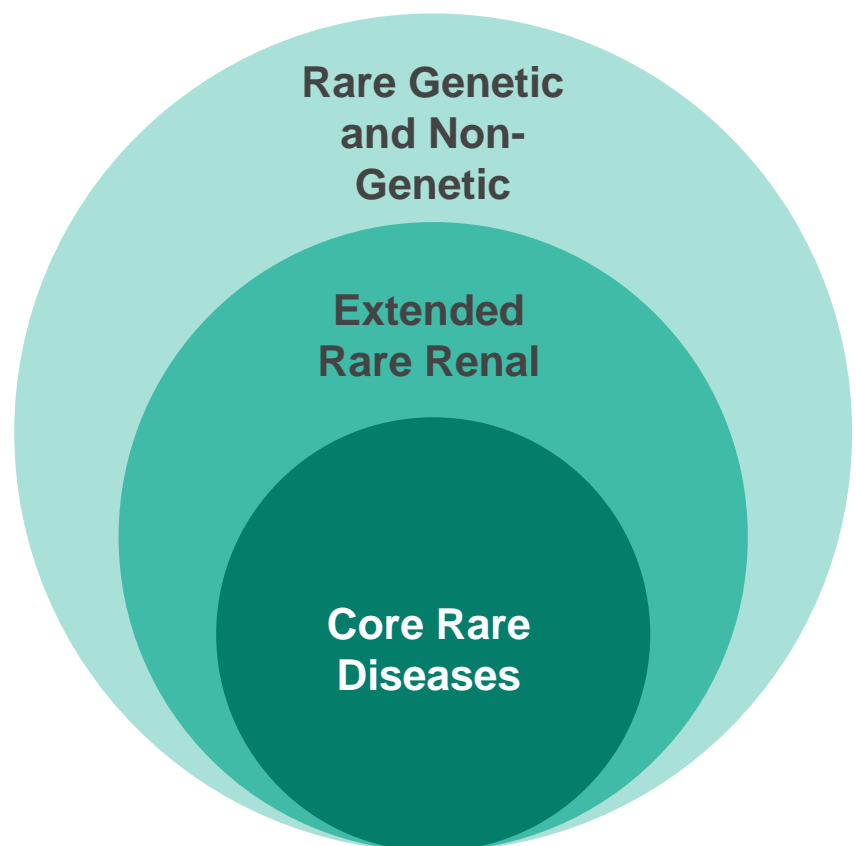 Rare Genetic
and Non-
Genetic
Extended
Rare Renal
Core Rare
Diseases